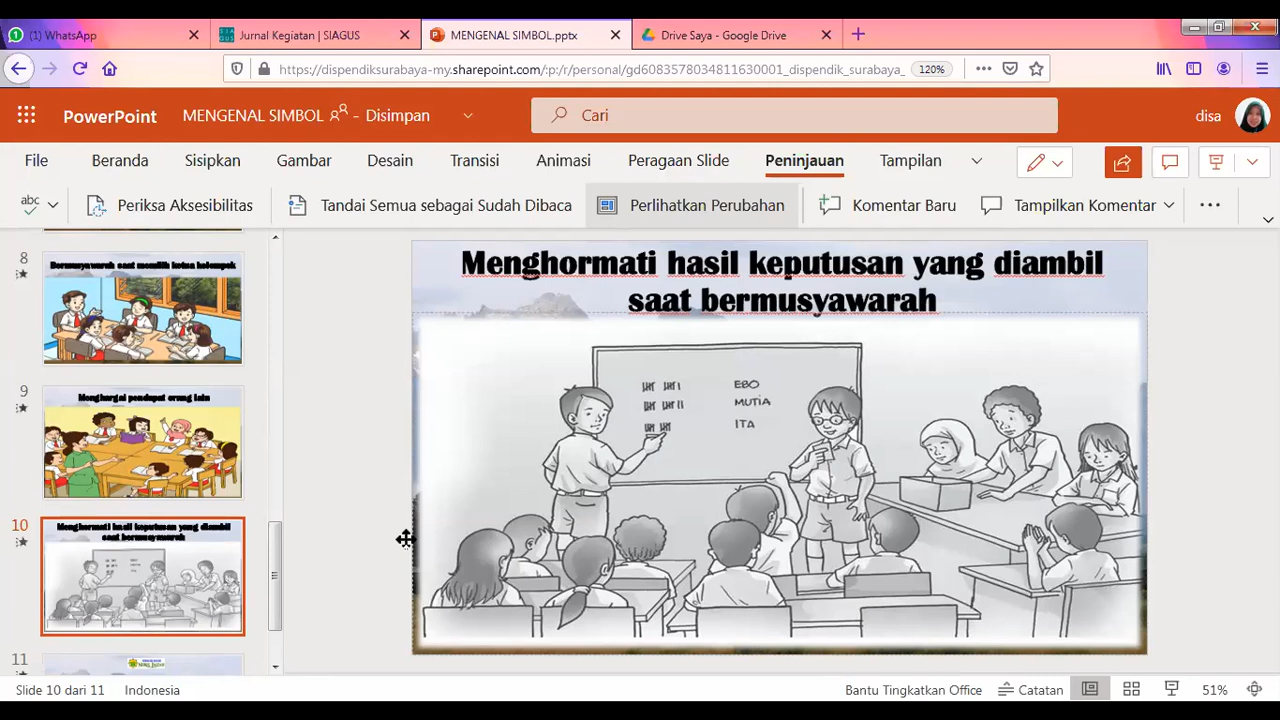 (1) WhatsApp
Jurnal Kegiatan | SIAGUS
MENGENAL SIMBOL.pptx
Drive Saya - Google Drive
https://dispendiksurabaya-my.sharepoint.com/:p:/r/personal/gd6083578034811630001_dispendik_surabaya_
120%
PowerPoint
MENGENAL SIMBOL - Disimpan
Cari
disa
File
Beranda
Sisipkan
Gambar
Desain
Transisi
Animasi
Peragaan Slide
Peninjauan
Tampilan
abc
Periksa Aksesibilitas
Tandai Semua sebagai Sudah Dibaca
Perlihatkan Perubahan
Komentar Baru
Tampilkan Komentar
8
Bermusyawarah saat memilih ketua kelompok
9
Menghargai pendapat orang lain
10
Menghormati hasil keputusan yang diambil
saat bermusyawarah
11
Menghormati hasil keputusan yang diambil
saat bermusyawarah
EBO
MUTIA
ITA
Slide 10 dari 11
Indonesia
Bantu Tingkatkan Office
Catatan
51%